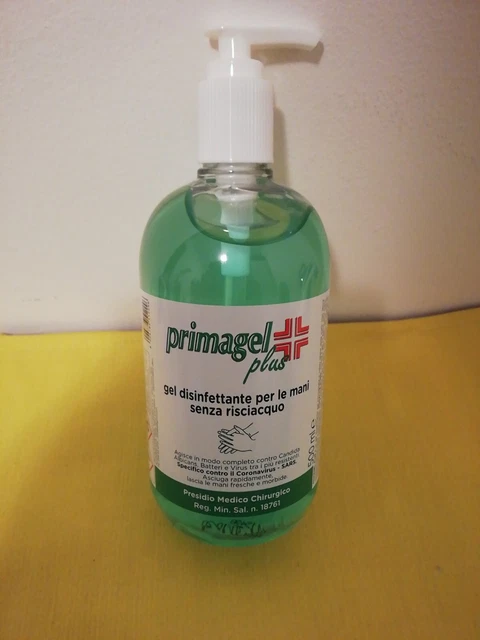 primagel
plus
gel disinfettante per le mani
senza risciacquo
Agisce in modo completo contro Candida
Albicans, Batteri e Virus tra i più resistenti.
Specifico contro il Coronavirus - SARS.
Asciuga rapidamente,
lascia le mani fresche e morbide.
Presidio Medico Chirurgico
Reg. Min. Sal. n. 18761
500 ml e